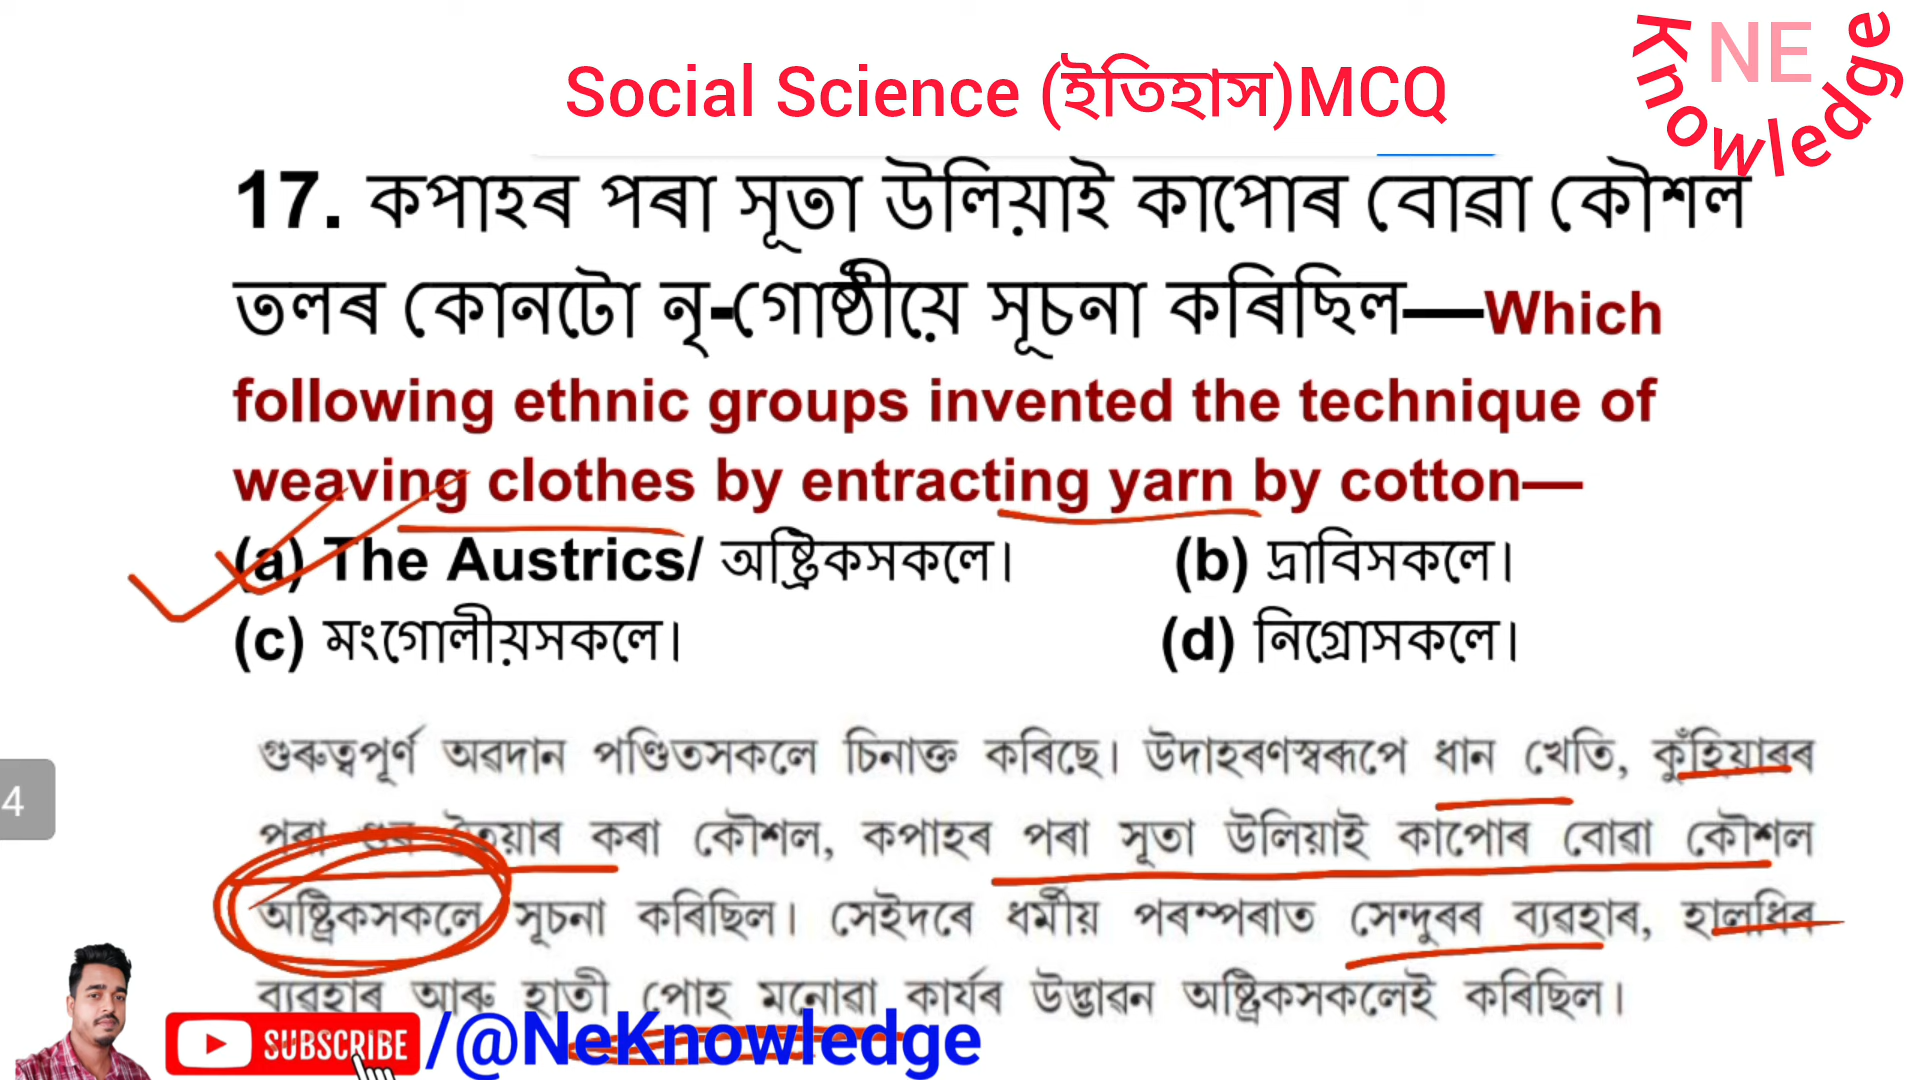 Social Science (ইতিহাস)MCQ
NE
Knowledge
17. কপাহৰ পৰা সূতা উলিয়াই কাপোৰ বোৱা কৌশল
তলৰ কোনটো নৃ-গোষ্ঠীয়ে সূচনা কৰিছিল—Which
following ethnic groups invented the technique of
weaving clothes by entracting yarn by cotton—
(a) The Austrics/ অষ্ট্ৰিকসকলে। (b) দ্ৰাবিসকলে।
(c) মংগোলীয়সকলে। (d) নিগ্ৰোসকলে।
গুৰুত্বপূৰ্ণ অৱদান পণ্ডিতসকলে চিনাক্ত কৰিছে। উদাহৰণস্বৰূপে ধান খেতি, কুঁহিয়াৰৰ
পৰা গুৰ তৈয়াৰ কৰা কৌশল, কপাহৰ পৰা সূতা উলিয়াই কাপোৰ বোৱা কৌশল
অষ্ট্ৰিকসকলে সূচনা কৰিছিল। সেইদৰে ধৰ্মীয় পৰম্পৰাত সেন্দুৰৰ ব্যৱহাৰ, হালধিৰ
ব্যৱহাৰ আৰু হাতী পোহ মনোৱা কাৰ্যৰ উদ্ভাৱন অষ্ট্ৰিকসকলেই কৰিছিল।
4
SUBSCRIBE /@NeKnowledge